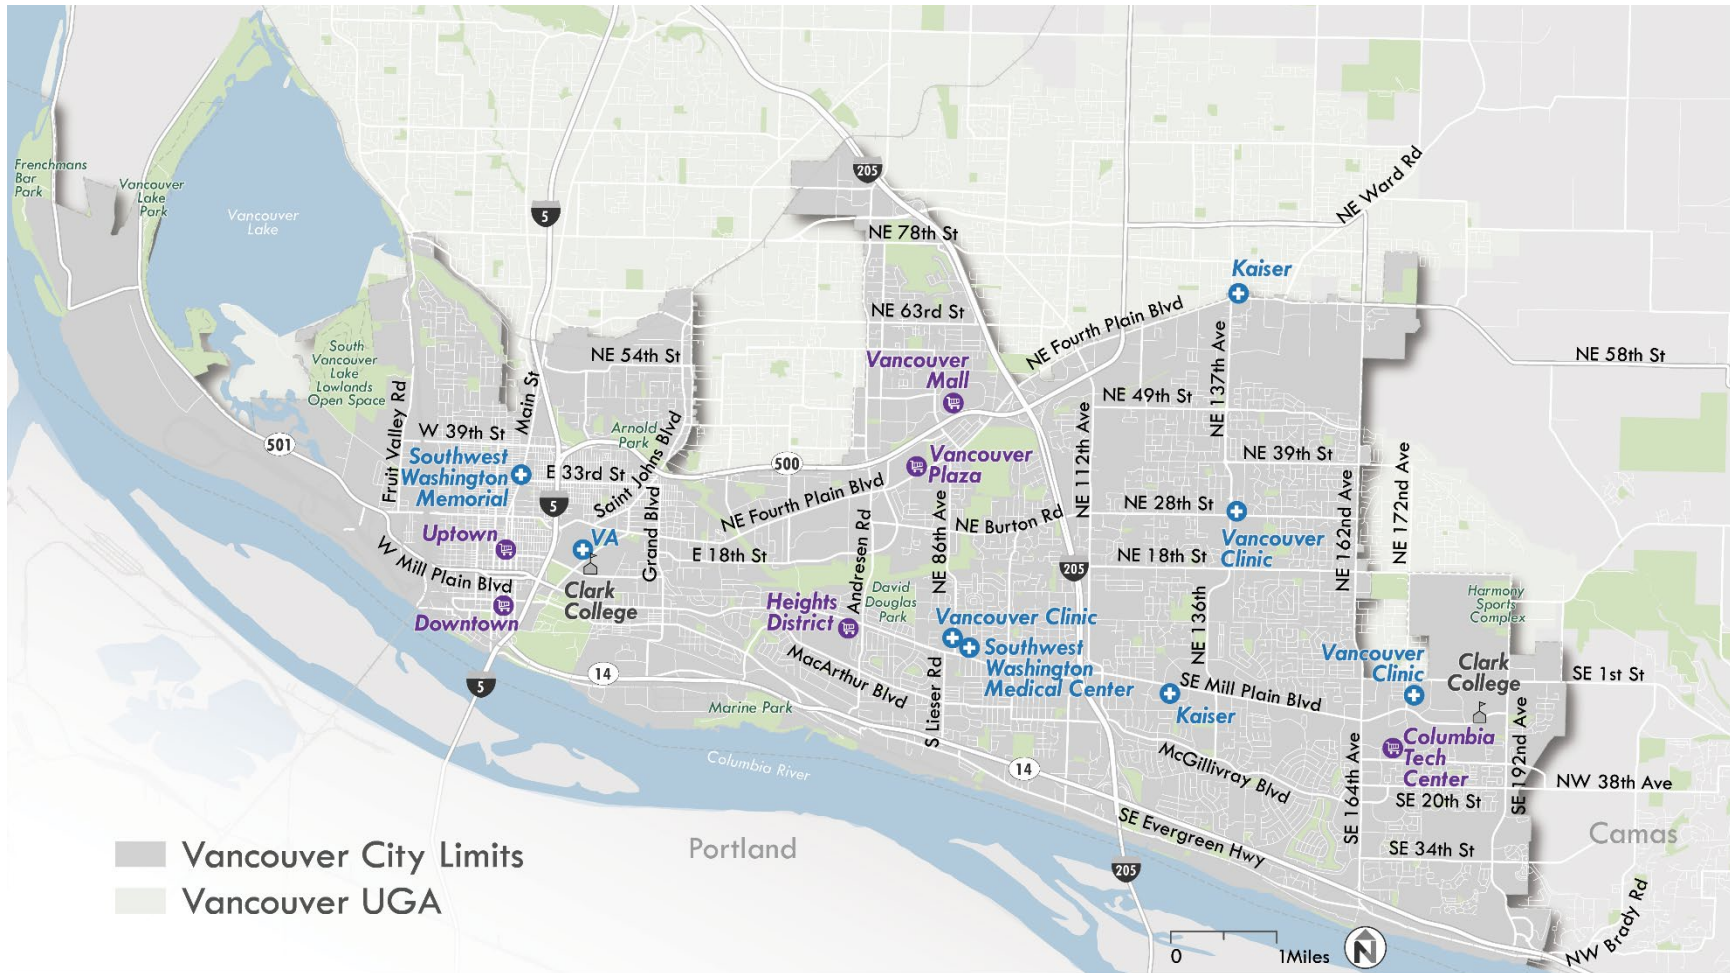 Frenchmans
Bar
Park
Vancouver
Lake
Park
Vancouver
Lake
5
205
NE Ward Rd
NE 78th St
Kaiser
NE 63rd St
NE Fourth Plain Blvd
South
Vancouver
Lake
Lowlands
Open Space
NE 54th St
Vancouver
Mall
NE 137th Ave
NE 58th St
Fruit Valley Rd
Main St
NE 49th St
501
W 39th St
Arnold
Park
Saint Johns Blvd
NE 112th Ave
Southwest
Washington
Memorial
E 33rd St
500
Vancouver
Plaza
NE 39th St
NE 162nd Ave
NE 172nd Ave
5
NE Fourth Plain Blvd
NE 28th St
Uptown
VA
Grand Blvd
E 18th St
Andresen Rd
NE 86th Ave
NE Burton Rd
Vancouver
Clinic
W Mill Plain Blvd
NE 18th St
205
Clark
College
Downtown
Heights
District
David
Douglas
Park
NE 136th
Harmony
Sports
Complex
Vancouver Clinic
Southwest
Washington
Medical Center
Vancouver
Clinic
Clark
College
SE 1st St
5
14
MacArthur Blvd
S Lieser Rd
SE Mill Plain Blvd
Kaiser
Marine Park
Columbia River
14
McGillivray Blvd
SE 164th Ave
Columbia
Tech
Center
SE 192nd Ave
NW 38th Ave
SE 20th St
SE Evergreen Hwy
Portland
Camas
SE 34th St
205
NW Brady Rd
Vancouver City Limits
Vancouver UGA
0
1Miles
N